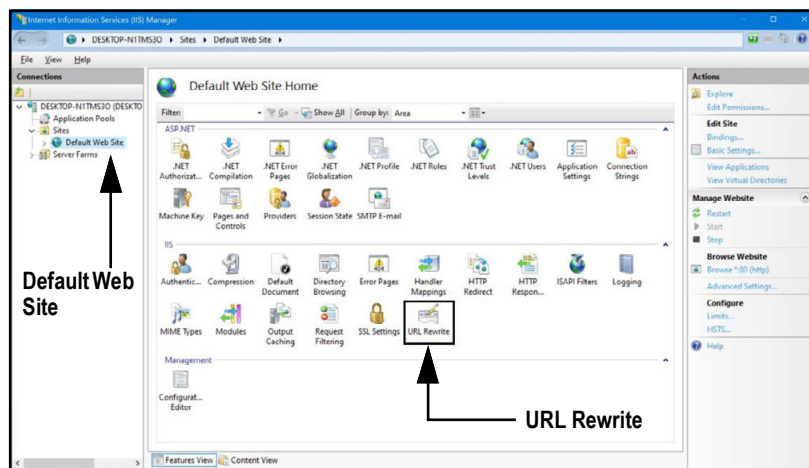 Internet Information Services (IIS) Manager
DESKTOP-N1TMS3O ▸ Sites ▸ Default Web Site ▸
File View Help
Connections
DESKTOP-N1TMS3O (DESKTO
Application Pools
Sites
Default Web Site
Server Farms
Default Web
Site
Default Web Site Home
Filter: Go Show All Group by: Area
ASP.NET
.NET Authorizat...
.NET Compilation
.NET Error Pages
.NET Globalization
.NET Profile
.NET Roles
.NET Trust Levels
.NET Users
Application Settings
Connection Strings
Machine Key
Pages and Controls
Providers
Session State
SMTP E-mail
IIS
Authentic...
Compression
Default Document
Directory Browsing
Error Pages
Handler Mappings
HTTP Redirect
HTTP Respon...
ISAPI Filters
Logging
MIME Types
Modules
Output Caching
Request Filtering
SSL Settings
URL Rewrite
Management
Configurat... Editor
URL Rewrite
Features View Content View
Actions
Explore
Edit Permissions...
Edit Site
Bindings...
Basic Settings...
View Applications
View Virtual Directories
Manage Website
Restart
Start
Stop
Browse Website
Browse *:80 (http)
Advanced Settings...
Configure
Limits...
HSTS...
Help